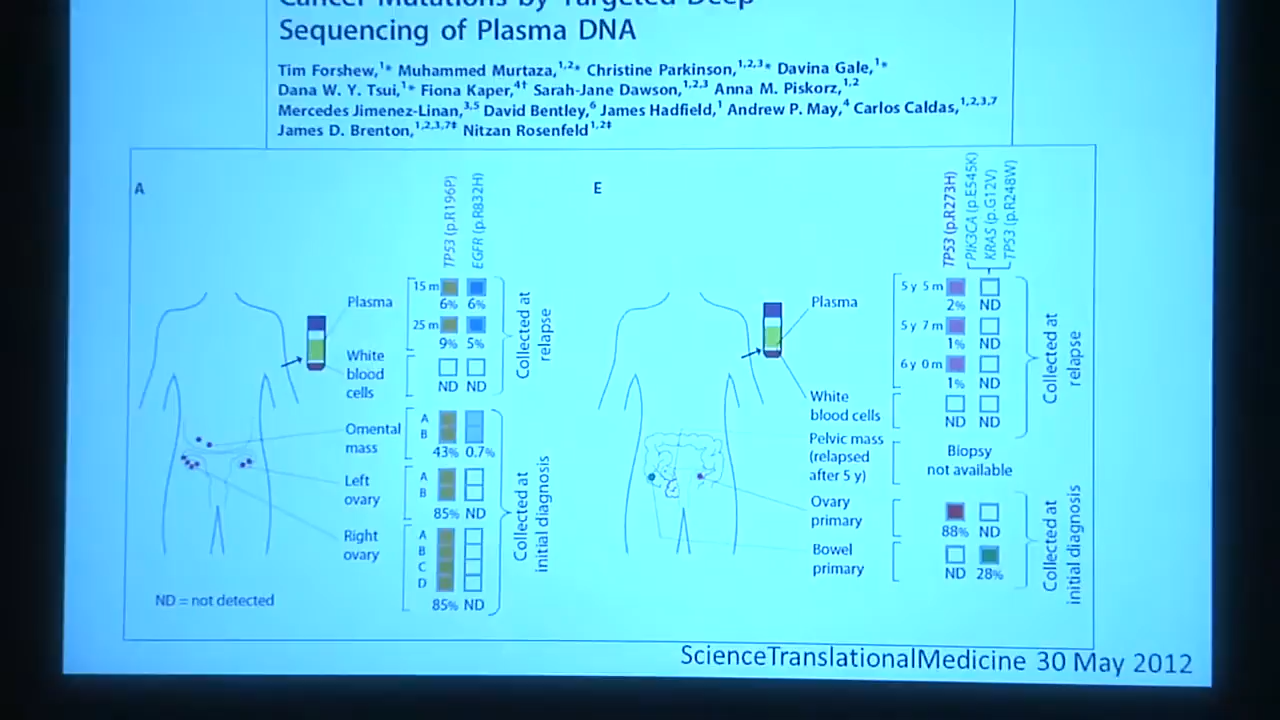 Cancer Mutations by Targeted Deep
Sequencing of Plasma DNA
Tim Forshew,¹* Muhammed Murtaza,¹,²* Christine Parkinson,¹,²,³* Davina Gale,¹*
Dana W. Y. Tsui,¹* Fiona Kaper,⁴† Sarah-Jane Dawson,¹,²,³ Anna M. Piskorz,¹,²
Mercedes Jimenez-Linan,³,⁵ David Bentley,⁶ James Hadfield,¹ Andrew P. May,⁴ Carlos Caldas,¹,²,³,⁷
James D. Brenton,¹,²,³,⁷‡ Nitzan Rosenfeld¹,²‡
A
TP53 (p.R196P)
EGFR (p.R832H)
Plasma
15 m
6% 6%
25 m
9% 5%
White
blood
cells
ND ND
Collected at
relapse
Omental
mass
A
B
43% 0.7%
Left
ovary
A
B
85% ND
Right
ovary
A
B
C
D
85% ND
Collected at
initial diagnosis
ND = not detected
E
TP53 (p.R273H)
PIK3CA (p.E545K)
KRAS (p.G12V)
TP53 (p.R248W)
Plasma
5 y 5 m
2% ND
5 y 7 m
1% ND
6 y 0 m
1% ND
White
blood cells
ND ND
Collected at
relapse
Pelvic mass
(relapsed
after 5 y)
Biopsy
not available
Ovary
primary
88% ND
Bowel
primary
ND 28%
Collected at
initial diagnosis
ScienceTranslationalMedicine 30 May 2012